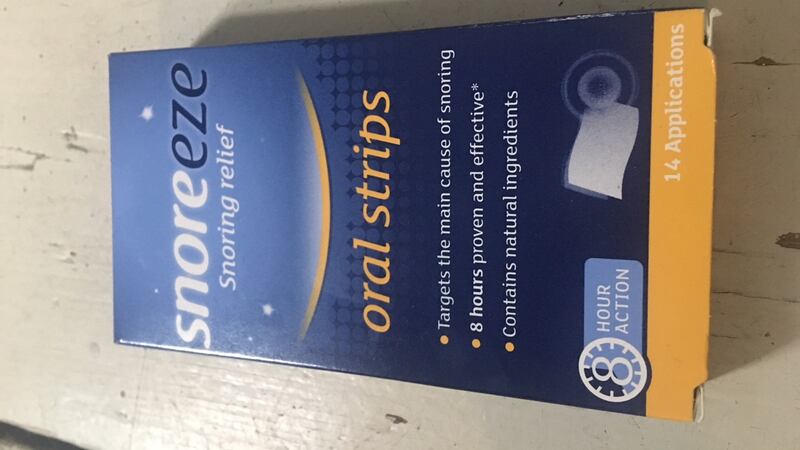 snoreeze
Snoring relief
oral strips
• Targets the main cause of snoring
• 8 hours proven and effective*
• Contains natural ingredients
8 HOUR
ACTION
14 Applications